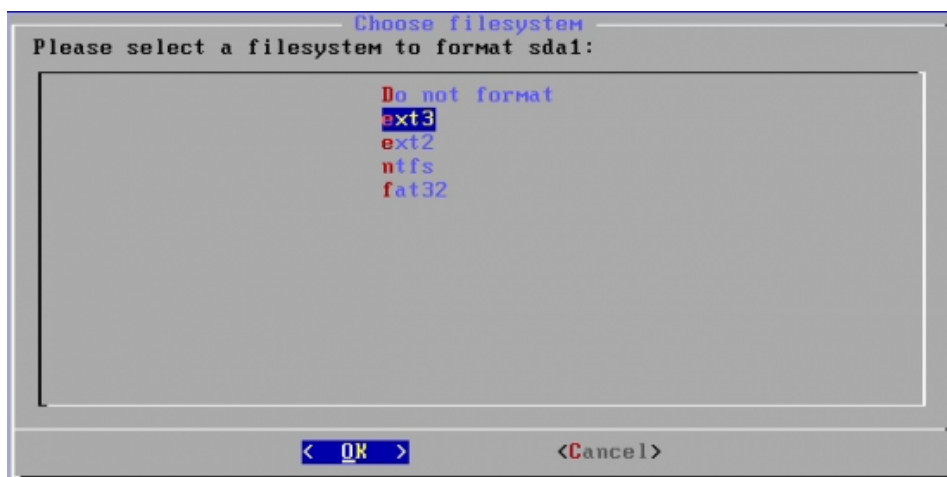 Choose filesystem
Please select a filesystem to format sda1:
Do not format
ext3
ext2
ntfs
fat32
< OK > <Cancel>